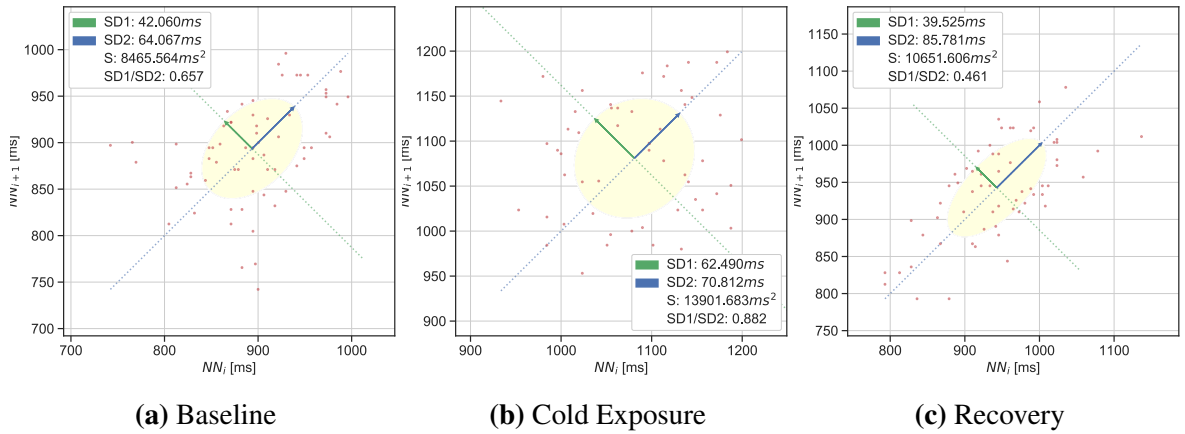 SD1: 42.060ms
SD2: 64.067ms
S: 8465.564ms²
SD1/SD2: 0.657
1000
950
900
850
800
750
700
NNᵢ₊₁ [ms]
700
800
900
1000
NNᵢ [ms]
(a) Baseline
1250
1200
1150
1100
1050
1000
950
900
NNᵢ₊₁ [ms]
SD1: 62.490ms
SD2: 70.812ms
S: 13901.683ms²
SD1/SD2: 0.882
900
1000
1100
1200
NNᵢ [ms]
(b) Cold Exposure
SD1: 39.525ms
SD2: 85.781ms
S: 10651.606ms²
SD1/SD2: 0.461
1150
1100
1050
1000
950
900
850
800
750
NNᵢ₊₁ [ms]
800
900
1000
1100
NNᵢ [ms]
(c) Recovery